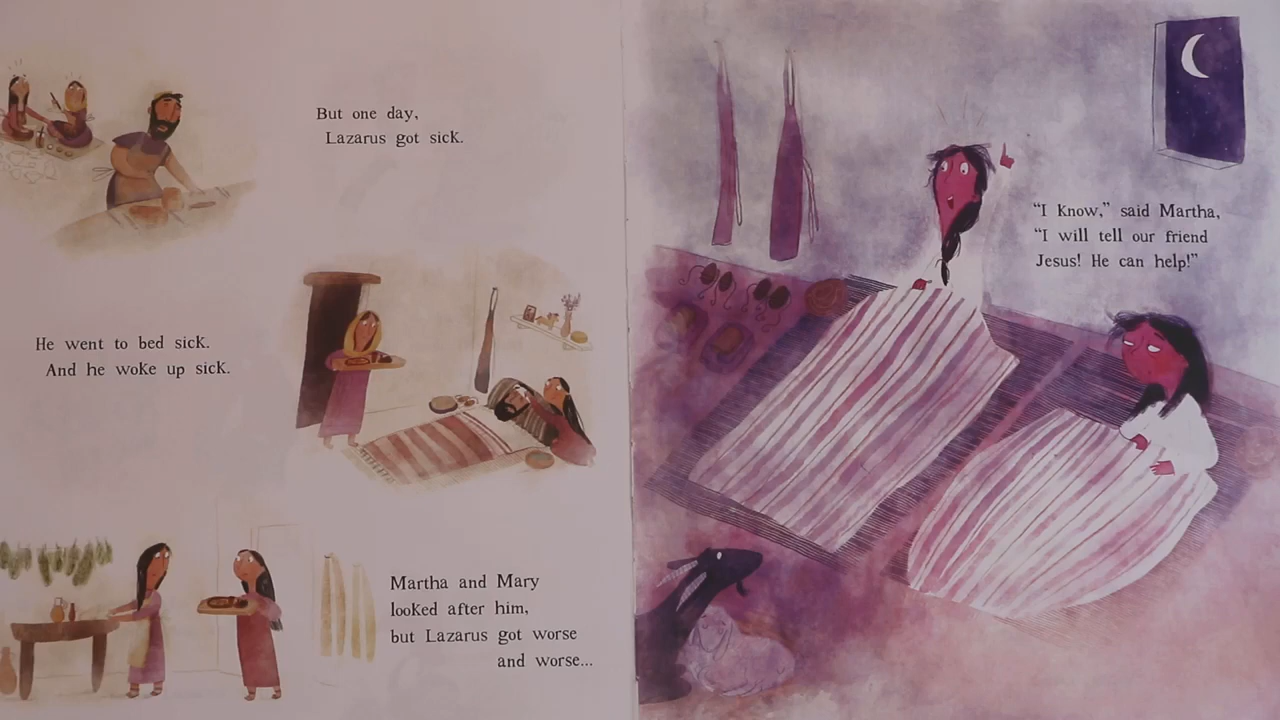 But one day,
Lazarus got sick.
He went to bed sick.
And he woke up sick.
Martha and Mary
looked after him,
but Lazarus got worse
and worse...
“I know,” said Martha,
“I will tell our friend
Jesus! He can help!”